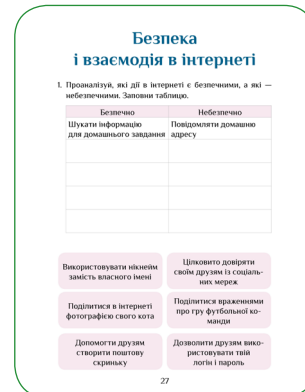 Безпека
і взаємодія в інтернеті
1. Проаналізуй, які дії в інтернеті є безпечними, а які —
небезпечними. Заповни таблицю.
Безпечно
Небезпечно
Шукати інформацію
для домашнього завдання
Повідомляти домашню
адресу
Використовувати нікнейм
замість власного імені
Цілковито довіряти
своїм друзям із соціаль-
них мереж
Поділитися в інтернеті
фотографією свого кота
Поділитися враженнями
про гру футбольної ко-
манди
Допомогти друзям
створити поштову
скриньку
Дозволити друзям вико-
ристовувати твій
логін і пароль
27